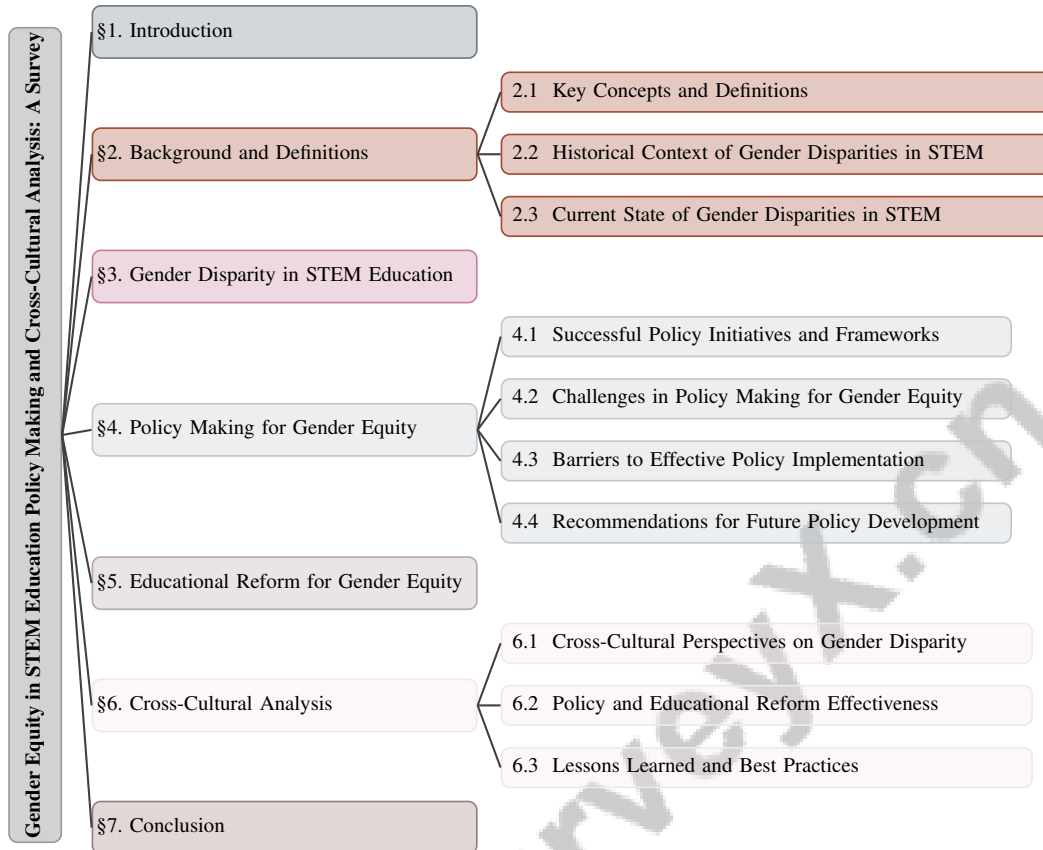 Gender Equity in STEM Education Policy Making and Cross-Cultural Analysis: A Survey
§1. Introduction
§2. Background and Definitions
2.1 Key Concepts and Definitions
2.2 Historical Context of Gender Disparities in STEM
2.3 Current State of Gender Disparities in STEM
§3. Gender Disparity in STEM Education
§4. Policy Making for Gender Equity
4.1 Successful Policy Initiatives and Frameworks
4.2 Challenges in Policy Making for Gender Equity
4.3 Barriers to Effective Policy Implementation
4.4 Recommendations for Future Policy Development
§5. Educational Reform for Gender Equity
§6. Cross-Cultural Analysis
6.1 Cross-Cultural Perspectives on Gender Disparity
6.2 Policy and Educational Reform Effectiveness
6.3 Lessons Learned and Best Practices
§7. Conclusion
rveyx.cn